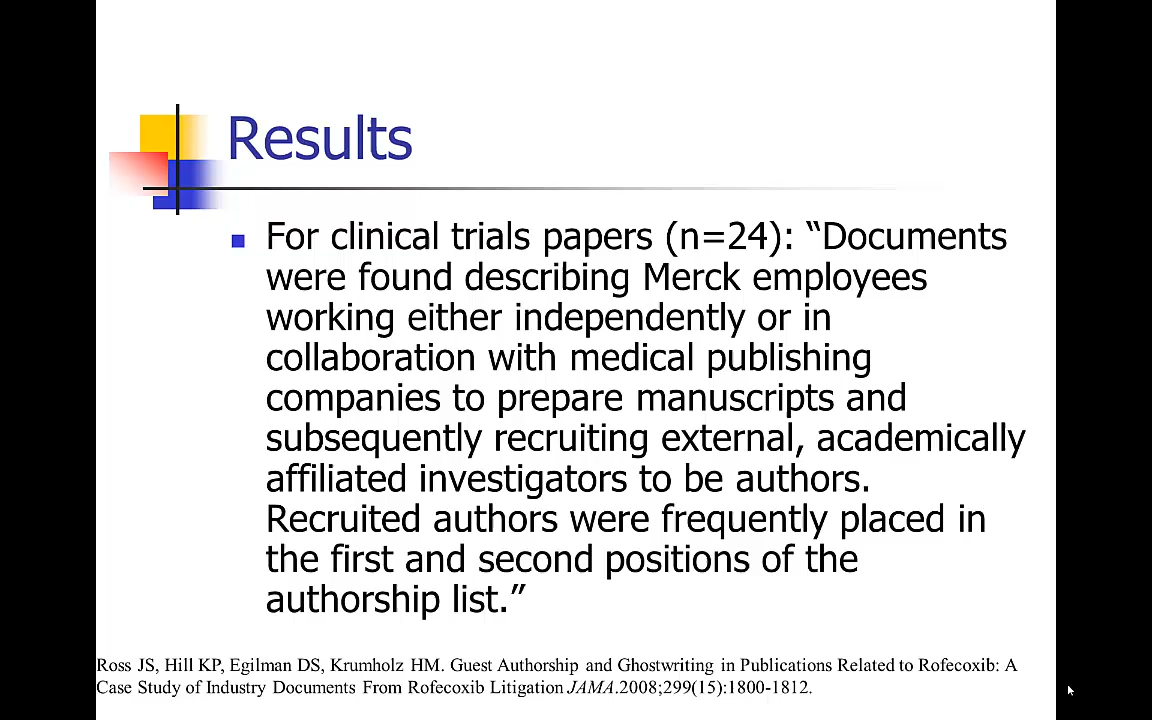 Results
For clinical trials papers (n=24): “Documents
were found describing Merck employees
working either independently or in
collaboration with medical publishing
companies to prepare manuscripts and
subsequently recruiting external, academically
affiliated investigators to be authors.
Recruited authors were frequently placed in
the first and second positions of the
authorship list.”
Ross JS, Hill KP, Egilman DS, Krumholz HM. Guest Authorship and Ghostwriting in Publications Related to Rofecoxib: A
Case Study of Industry Documents From Rofecoxib Litigation JAMA.2008;299(15):1800-1812.